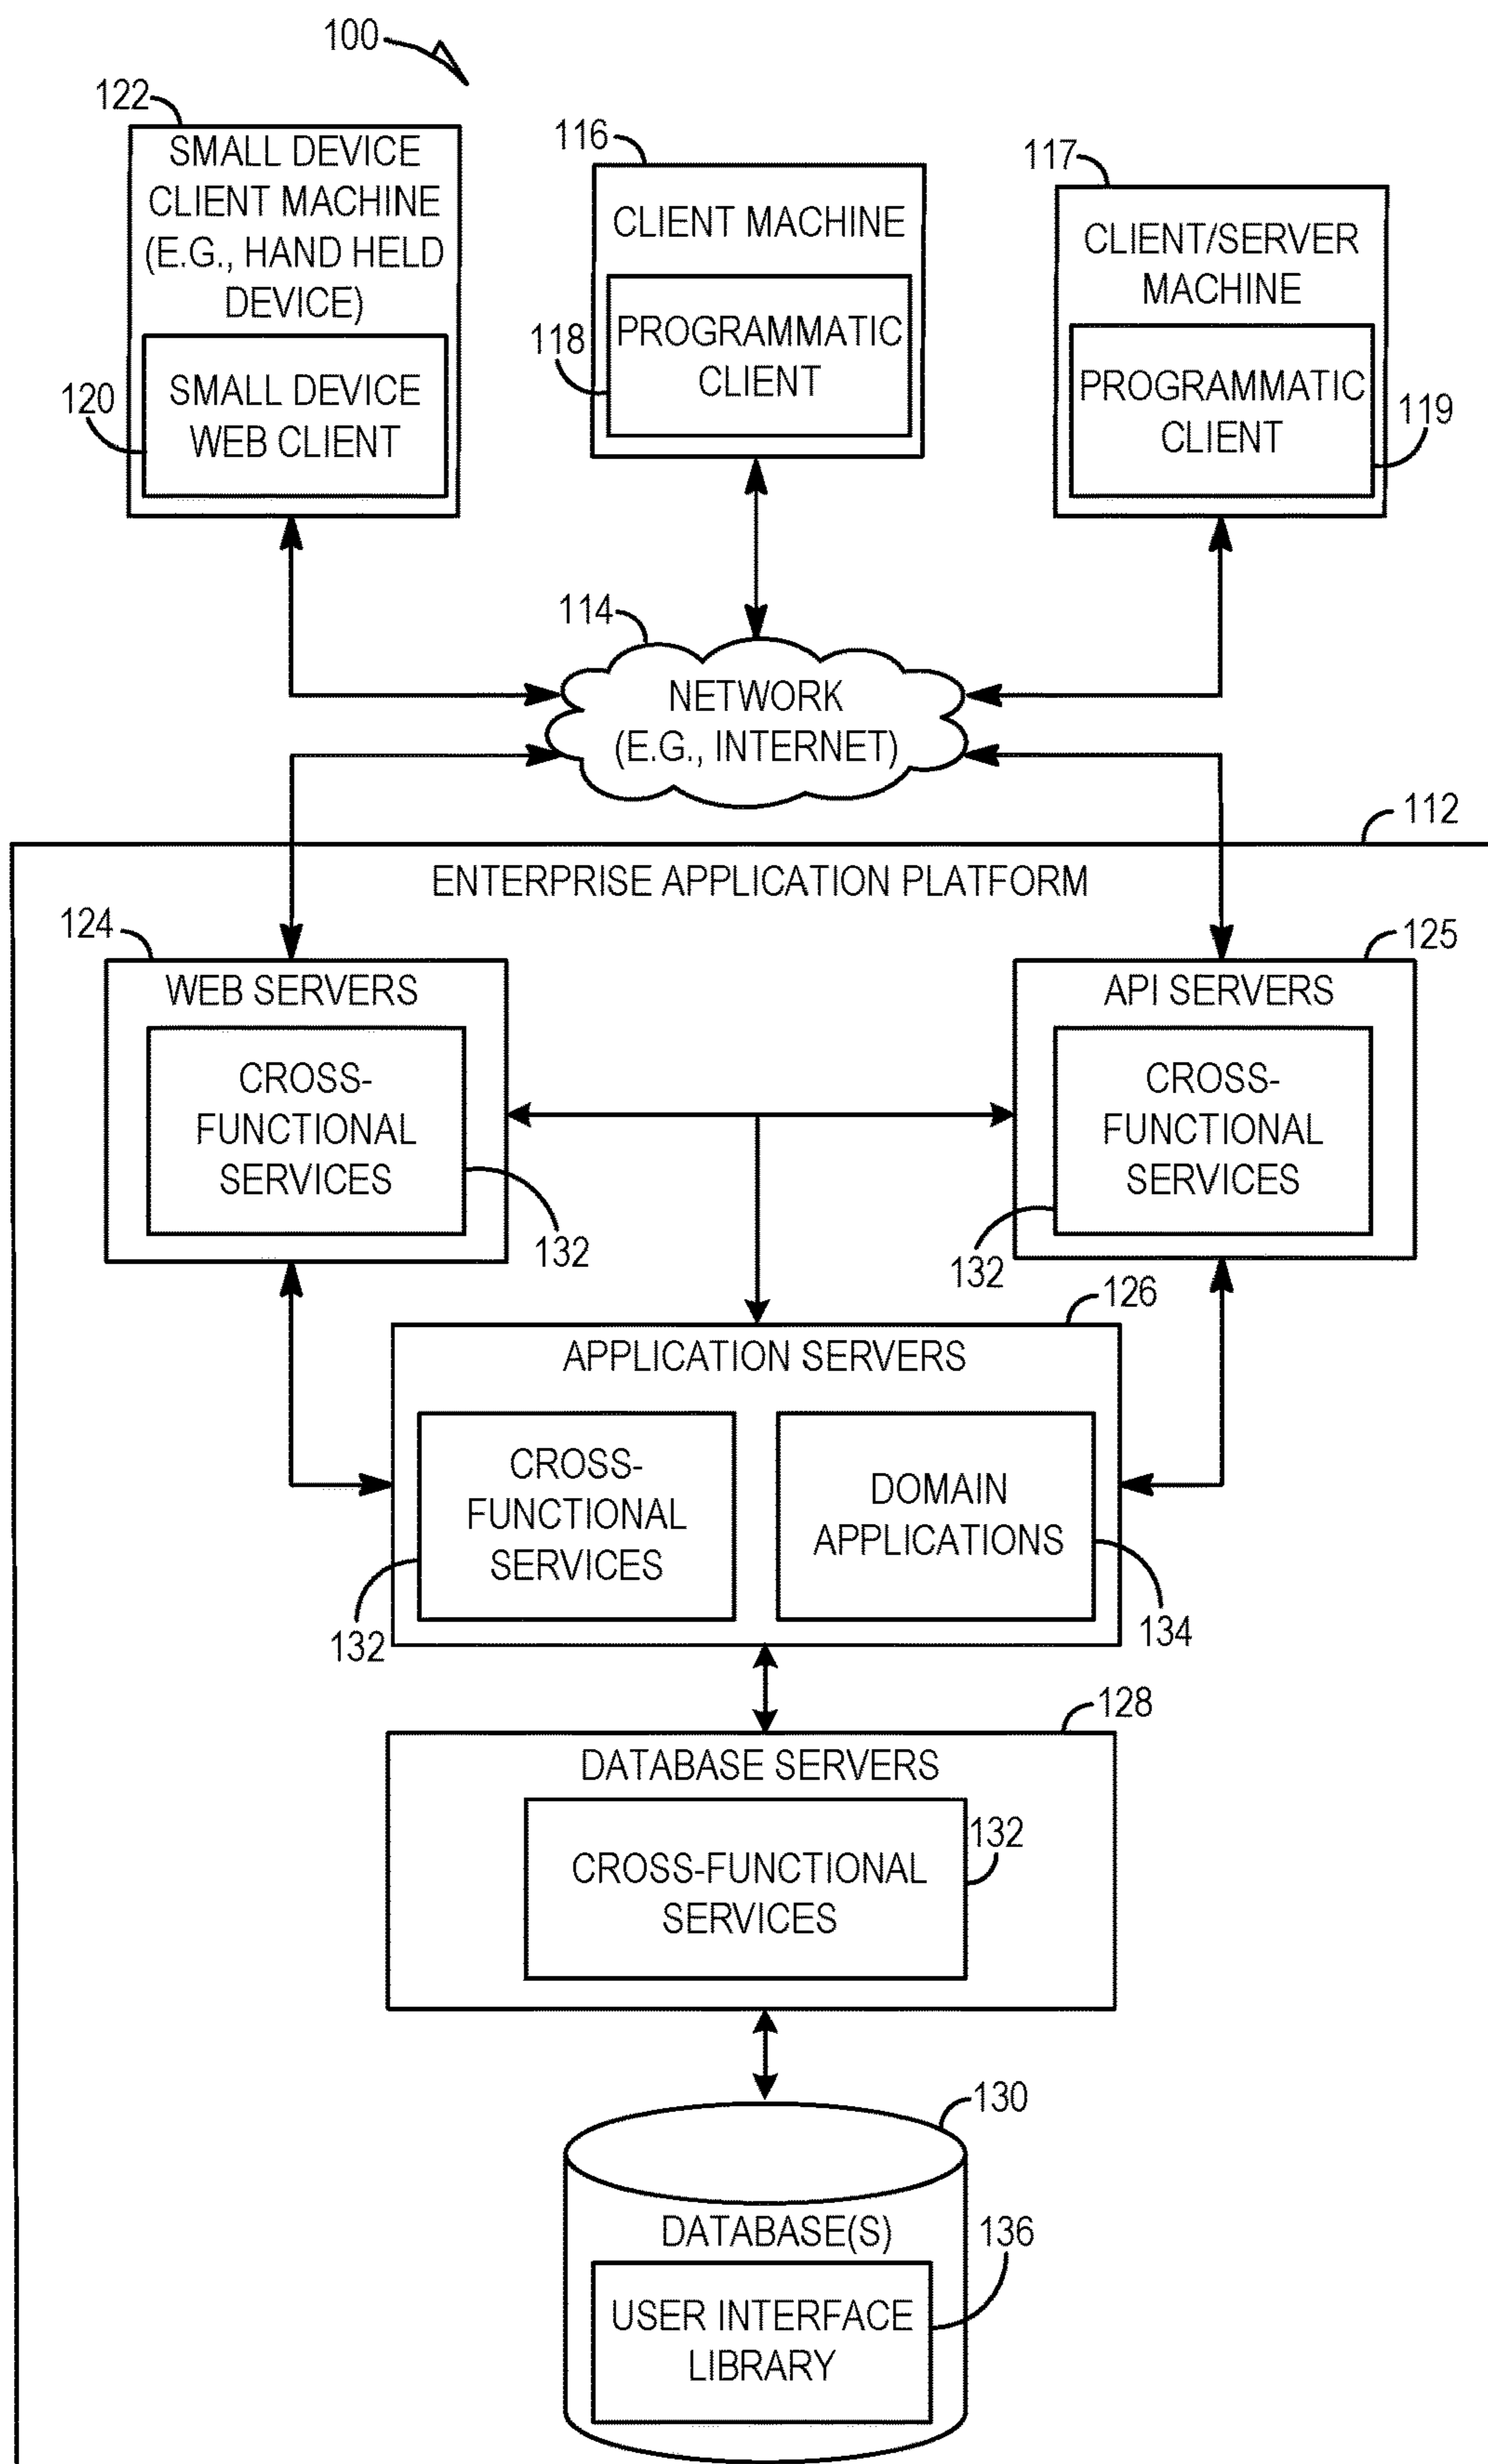 100
122
SMALL DEVICE
CLIENT MACHINE
(E.G., HAND HELD
DEVICE)
120
SMALL DEVICE
WEB CLIENT
116
CLIENT MACHINE
118
PROGRAMMATIC
CLIENT
117
CLIENT/SERVER
MACHINE
PROGRAMMATIC
CLIENT
119
114
NETWORK
(E.G., INTERNET)
112
ENTERPRISE APPLICATION PLATFORM
124
WEB SERVERS
CROSS-
FUNCTIONAL
SERVICES
132
125
API SERVERS
CROSS-
FUNCTIONAL
SERVICES
132
126
APPLICATION SERVERS
CROSS-
FUNCTIONAL
SERVICES
132
DOMAIN
APPLICATIONS
134
128
DATABASE SERVERS
132
CROSS-FUNCTIONAL
SERVICES
130
DATABASE(S)
136
USER INTERFACE
LIBRARY